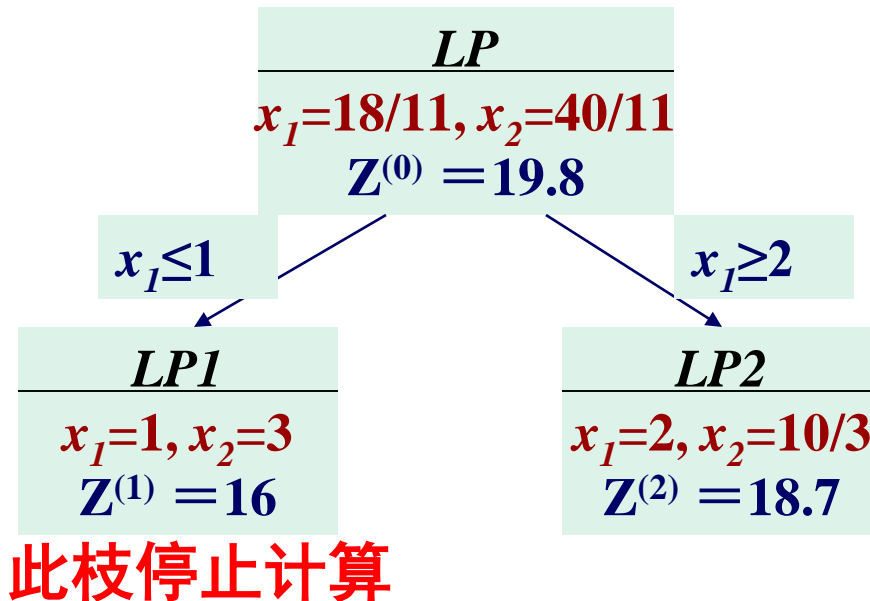 LP
x₁=18/11, x₂=40/11
Z⁽⁰⁾ ＝19.8
x₁≤1
x₁≥2
LP1
x₁=1, x₂=3
Z⁽¹⁾ ＝16
LP2
x₁=2, x₂=10/3
Z⁽²⁾ ＝18.7
此枝停止计算